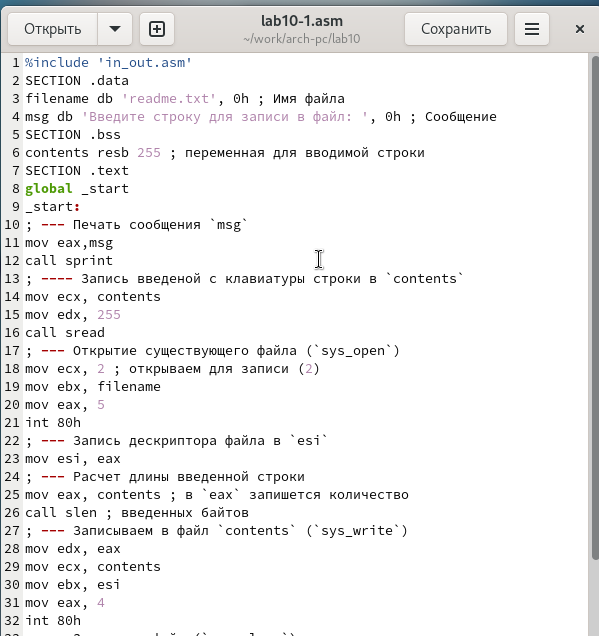 Открыть
lab10-1.asm
~/work/arch-pc/lab10
Сохранить
1 %include 'in_out.asm'
2 SECTION .data
3 filename db 'readme.txt', 0h ; Имя файла
4 msg db 'Введите строку для записи в файл: ', 0h ; Сообщение
5 SECTION .bss
6 contents resb 255 ; переменная для вводимой строки
7 SECTION .text
8 global _start
9 _start:
10 ; --- Печать сообщения `msg`
11 mov eax,msg
12 call sprint
13 ; ---- Запись введеной с клавиатуры строки в `contents`
14 mov ecx, contents
15 mov edx, 255
16 call sread
17 ; --- Открытие существующего файла (`sys_open`)
18 mov ecx, 2 ; открываем для записи (2)
19 mov ebx, filename
20 mov eax, 5
21 int 80h
22 ; --- Запись дескриптора файла в `esi`
23 mov esi, eax
24 ; --- Расчет длины введенной строки
25 mov eax, contents ; в `eax` запишется количество
26 call slen ; введенных байтов
27 ; --- Записываем в файл `contents` (`sys_write`)
28 mov edx, eax
29 mov ecx, contents
30 mov ebx, esi
31 mov eax, 4
32 int 80h